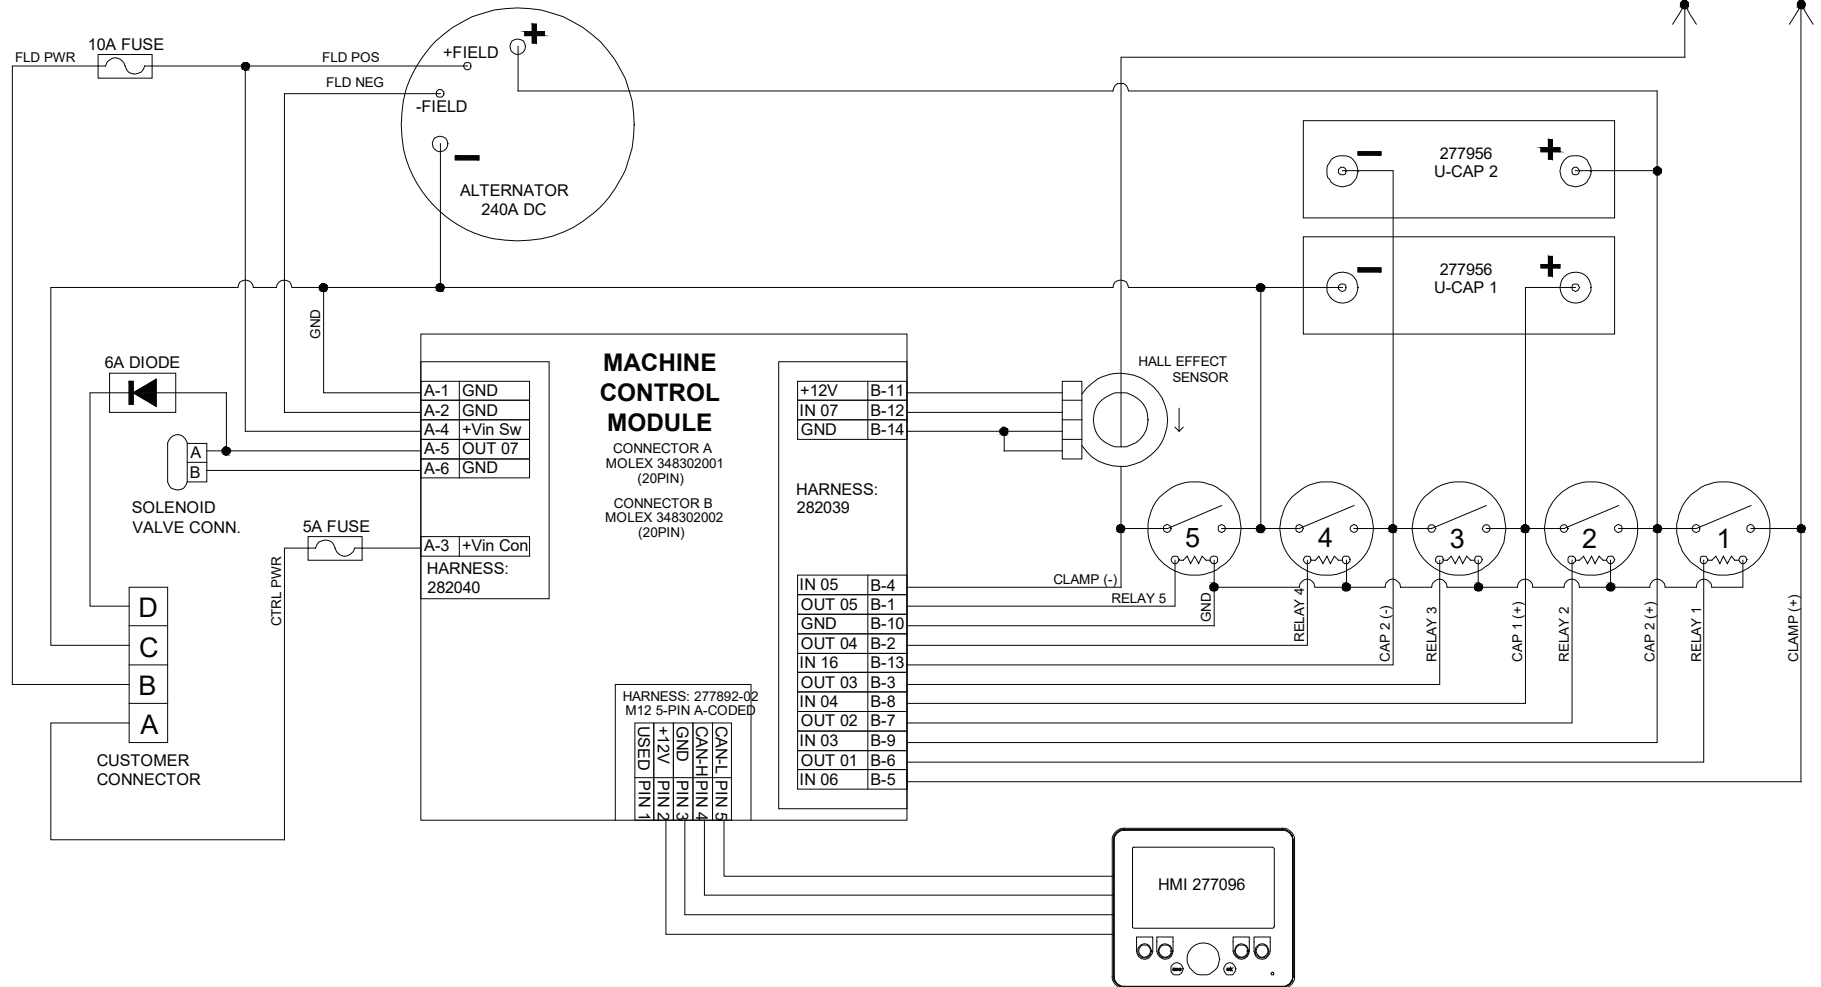 10A FUSE
FLD PWR
FLD POS
FLD NEG
+FIELD
+
-FIELD
−
ALTERNATOR
240A DC
−
277956
U-CAP 2
+
−
277956
U-CAP 1
+
GND
6A DIODE
A
B
SOLENOID
VALVE CONN.
5A FUSE
CTRL PWR
D
C
B
A
CUSTOMER
CONNECTOR
A-1 GND
A-2 GND
A-4 +Vin Sw
A-5 OUT 07
A-6 GND
A-3 +Vin Con
HARNESS:
282040
MACHINE
CONTROL
MODULE
CONNECTOR A
MOLEX 348302001
(20PIN)
CONNECTOR B
MOLEX 348302002
(20PIN)
+12V B-11
IN 07 B-12
GND B-14
HARNESS:
282039
IN 05 B-4
OUT 05 B-1
GND B-10
OUT 04 B-2
IN 16 B-13
OUT 03 B-3
IN 04 B-8
OUT 02 B-7
IN 03 B-9
OUT 01 B-6
IN 06 B-5
HARNESS: 277892-02
M12 5-PIN A-CODED
USED PIN 1
+12V PIN 2
GND PIN 3
CAN-H PIN 4
CAN-L PIN 5
HALL EFFECT
SENSOR
5
4
3
2
1
CLAMP (-)
RELAY 5
GND
RELAY 4
CAP 2 (-)
RELAY 3
CAP 1 (+)
RELAY 2
CAP 2 (+)
RELAY 1
CLAMP (+)
HMI 277096
ok